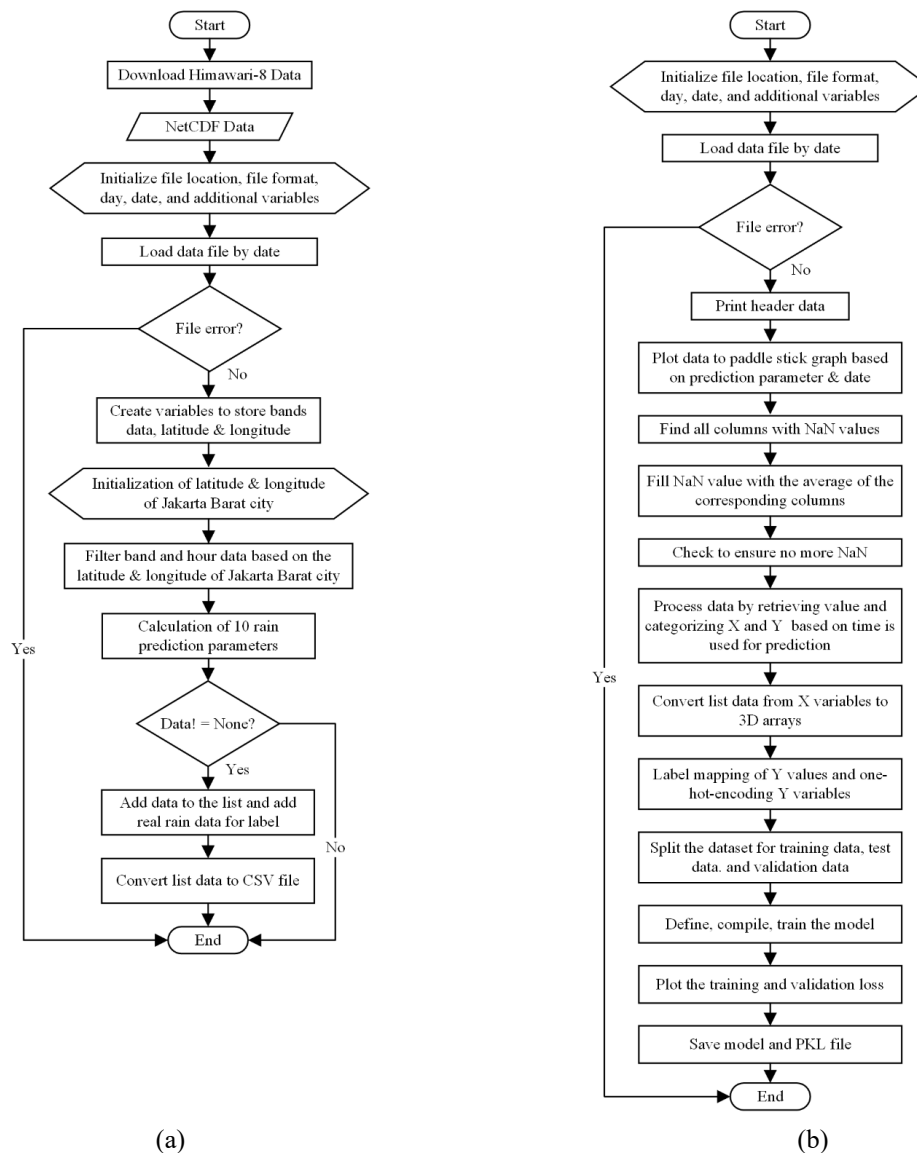 Start
Download Himawari-8 Data
NetCDF Data
Initialize file location, file format,
day, date, and additional variables
Load data file by date
File error?
No
Yes
Create variables to store bands
data, latitude & longitude
Initialization of latitude & longitude
of Jakarta Barat city
Filter band and hour data based on the
latitude & longitude of Jakarta Barat city
Calculation of 10 rain
prediction parameters
Data! = None?
Yes
No
Add data to the list and add
real rain data for label
Convert list data to CSV file
End
(a)
Start
Initialize file location, file format,
day, date, and additional variables
Load data file by date
File error?
No
Yes
Print header data
Plot data to paddle stick graph based
on prediction parameter & date
Find all columns with NaN values
Fill NaN value with the average of the
corresponding columns
Check to ensure no more NaN
Process data by retrieving value and
categorizing X and Y based on time is
used for prediction
Convert list data from X variables to
3D arrays
Label mapping of Y values and one-
hot-encoding Y variables
Split the dataset for training data, test
data. and validation data
Define, compile, train the model
Plot the training and validation loss
Save model and PKL file
End
(b)